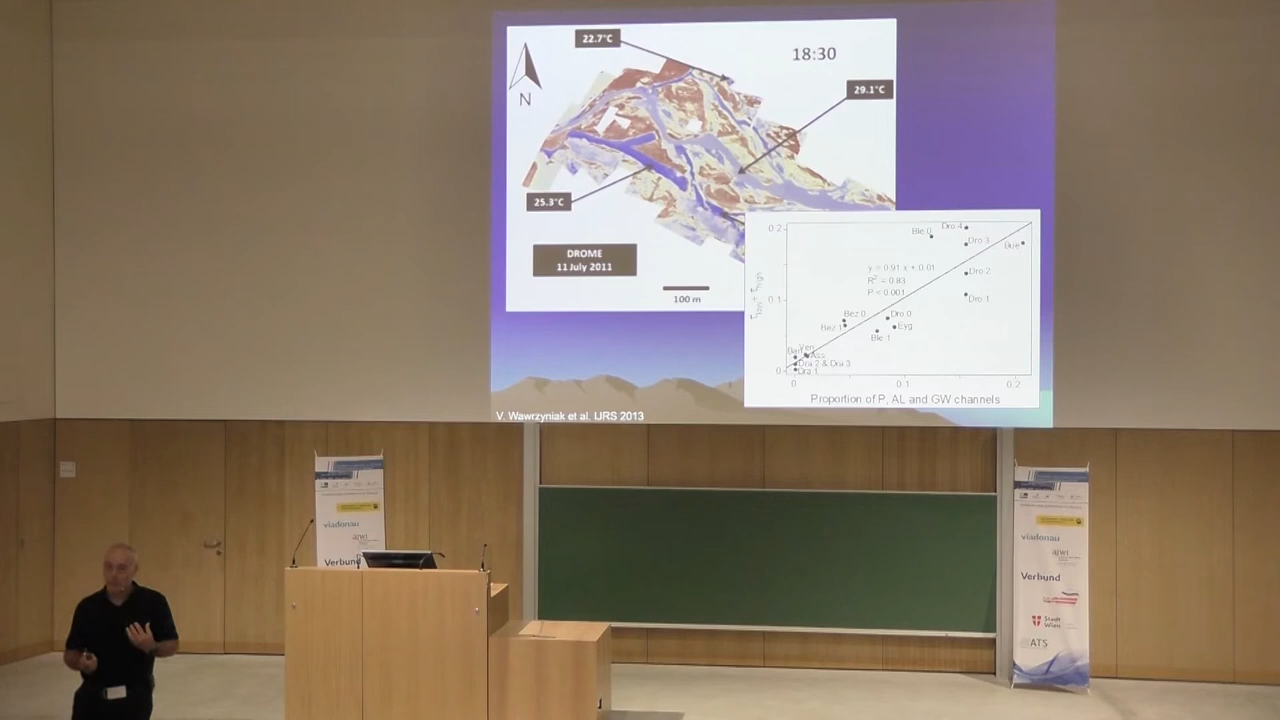 22.7°C
18:30
29.1°C
N
25.3°C
DROME
11 July 2011
100 m
0.2
Ble 0
Dro 4
Dro 3
Bue
y = 0.91 x + 0.01
R² = 0.83
P < 0.001
Dro 2
Dro 1
0.1
Bez 0
Dro 0
Bez 1
Eyg
Ble 1
Ven
Ass
Dra 2 & Dra 3
Dra 1
0
0
0.1
0.2
Proportion of P, AL and GW channels
V. Wawrzyniak et al. IJRS 2013
viadonau
Verbund
viadonau
Verbund
Stadt
Wien
ATS